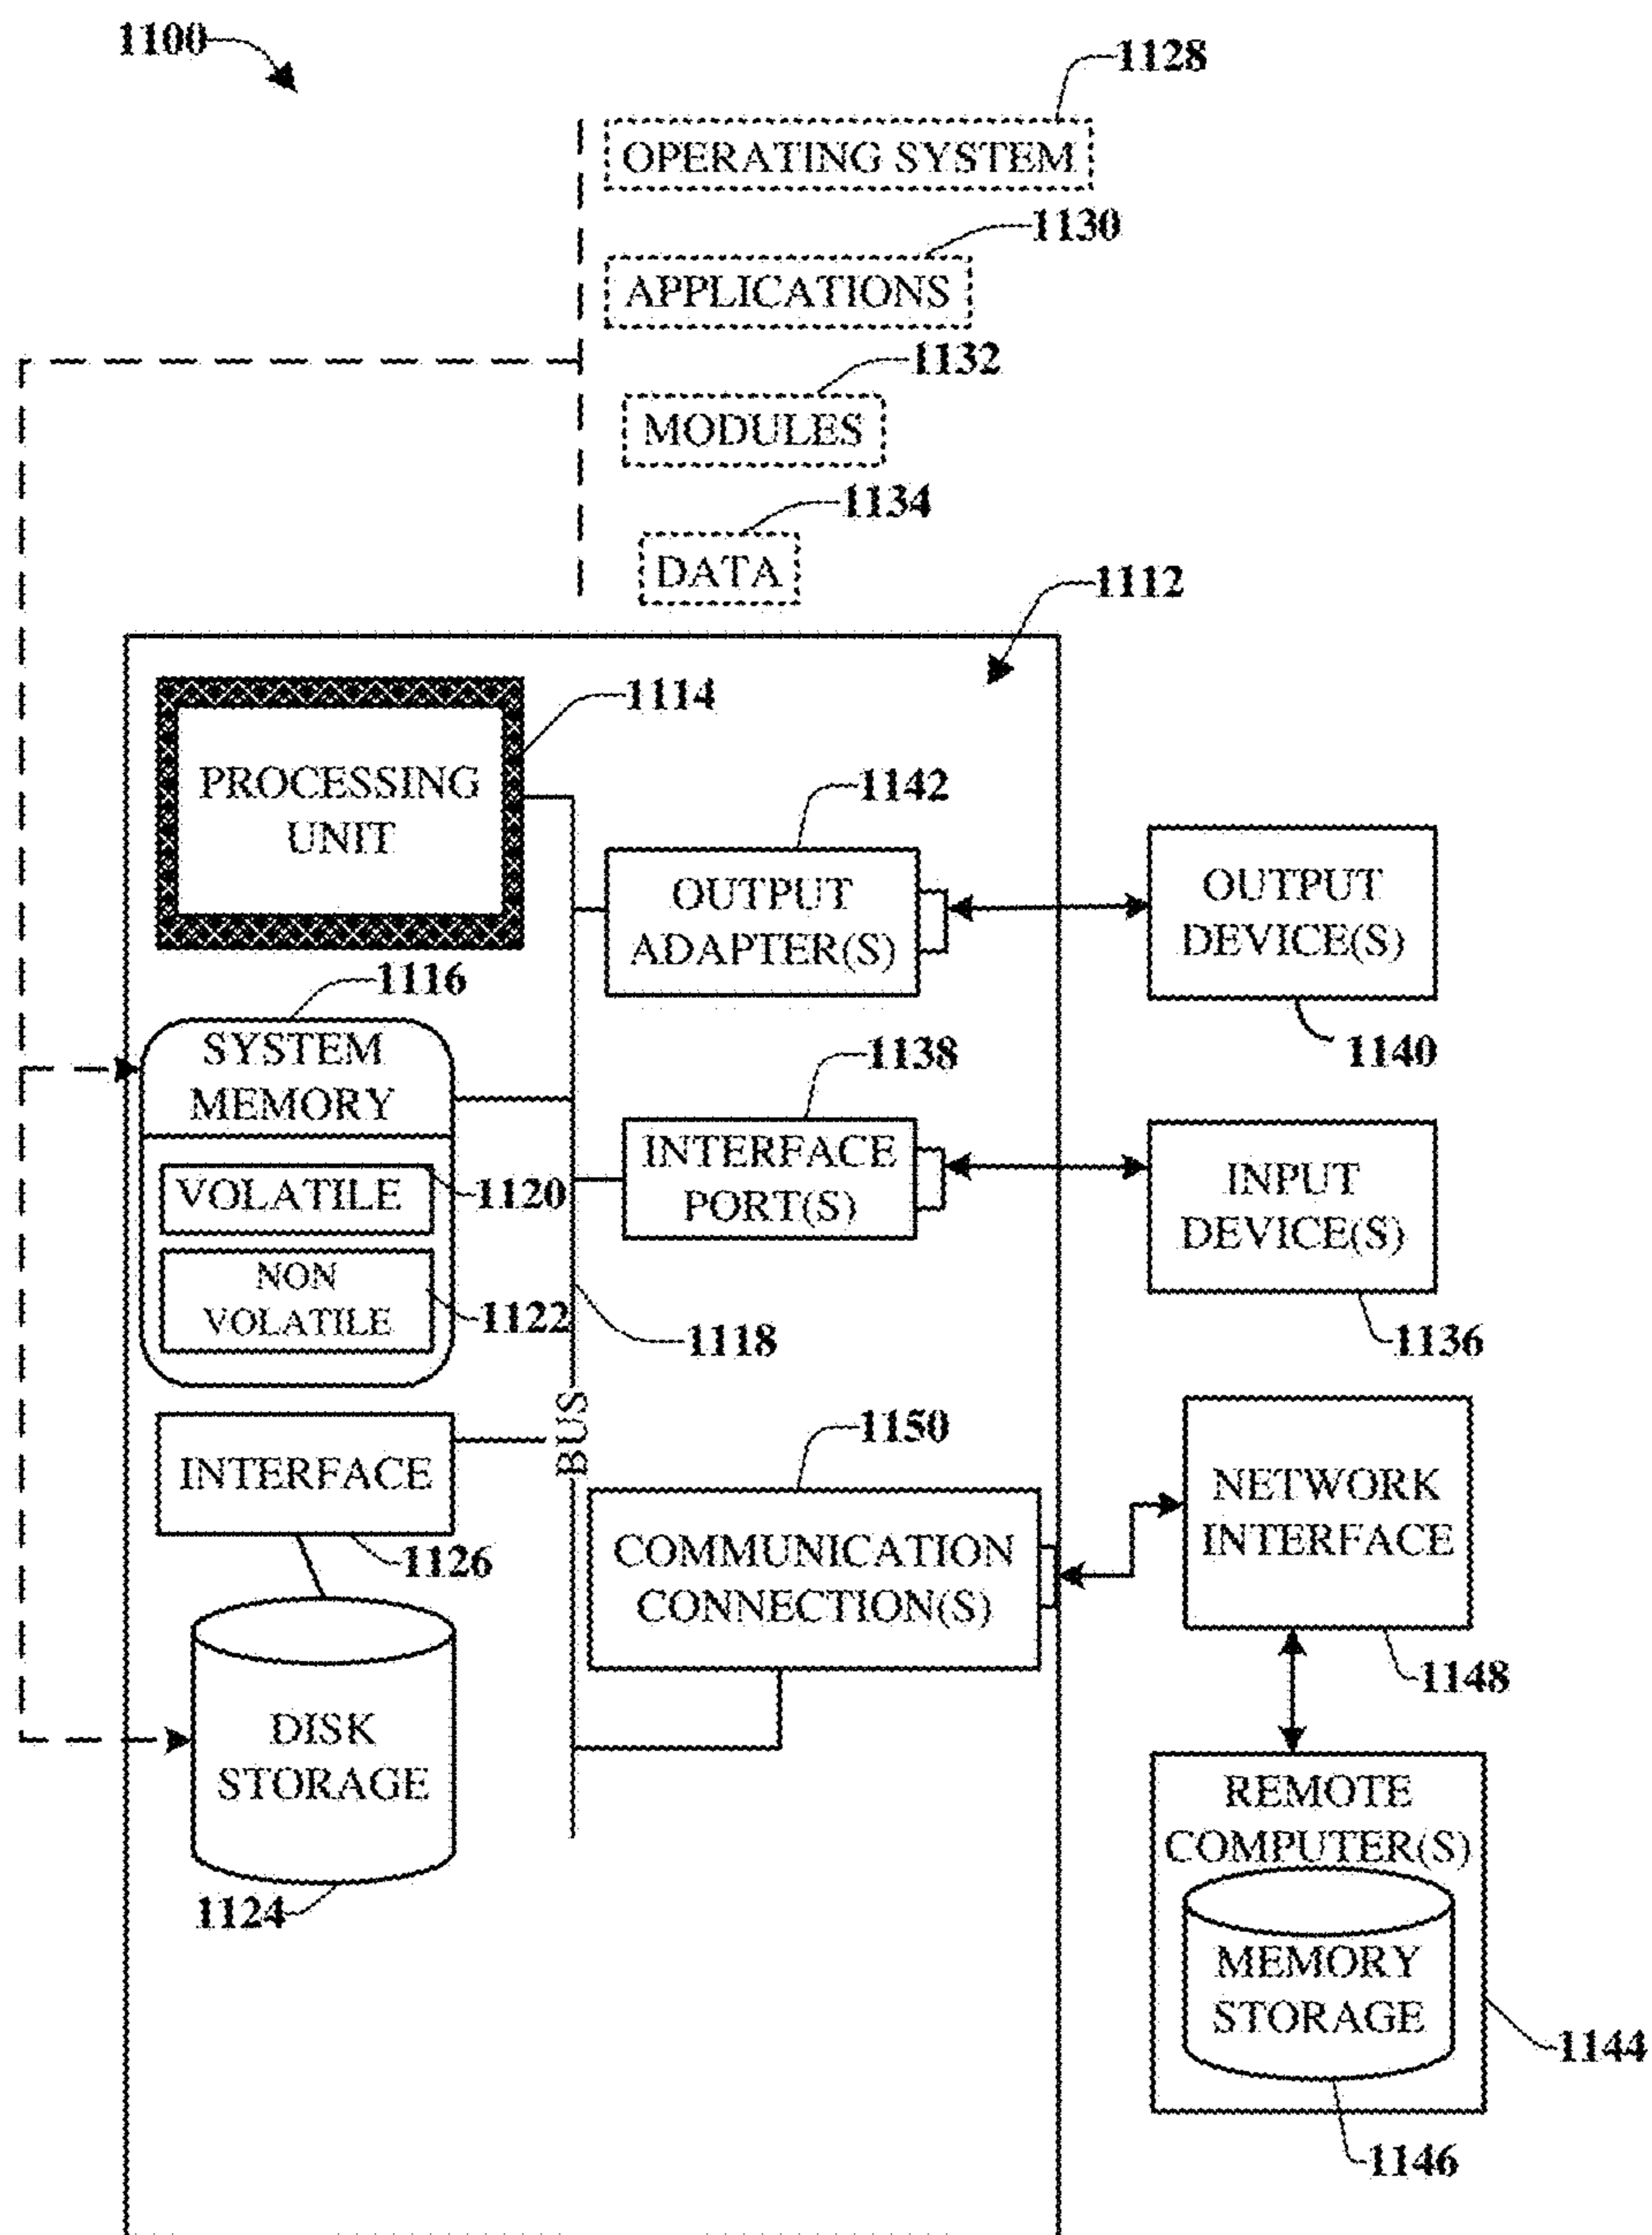 1100
1128
OPERATING SYSTEM
1130
APPLICATIONS
1132
MODULES
1134
DATA
1112
1114
PROCESSING
UNIT
1142
OUTPUT
ADAPTER(S)
OUTPUT
DEVICE(S)
1140
1116
SYSTEM
MEMORY
1138
INTERFACE
PORT(S)
INPUT
DEVICE(S)
1136
VOLATILE
1120
NON
VOLATILE
1122
1118
BUS
INTERFACE
1126
1150
COMMUNICATION
CONNECTION(S)
NETWORK
INTERFACE
1148
DISK
STORAGE
1124
REMOTE
COMPUTER(S)
MEMORY
STORAGE
1144
1146